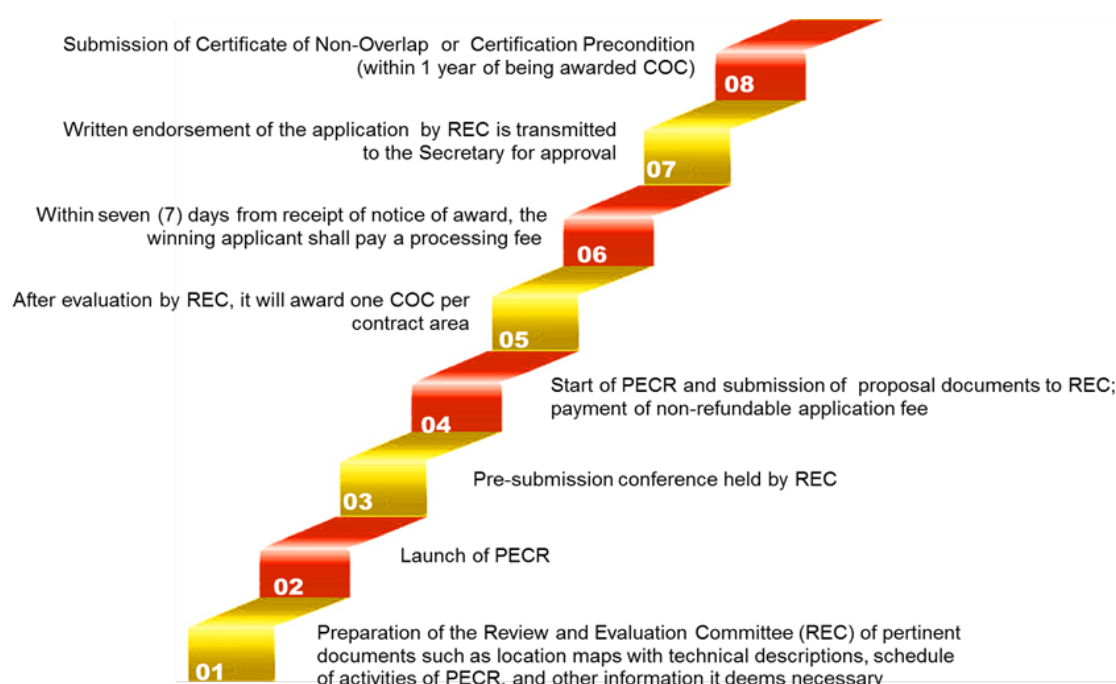 Submission of Certificate of Non-Overlap or Certification Precondition
(within 1 year of being awarded COC)
08
Written endorsement of the application by REC is transmitted
to the Secretary for approval
07
Within seven (7) days from receipt of notice of award, the
winning applicant shall pay a processing fee
06
After evaluation by REC, it will award one COC per
contract area
05
Start of PECR and submission of proposal documents to REC;
payment of non-refundable application fee
04
Pre-submission conference held by REC
03
Launch of PECR
02
Preparation of the Review and Evaluation Committee (REC) of pertinent
documents such as location maps with technical descriptions, schedule
of activities of PECR, and other information it deems necessary
01